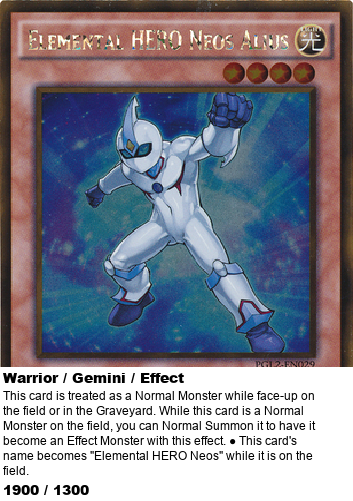 Elemental HERO Neos Alius
LIGHT
光
PGL2-EN029
Warrior / Gemini / Effect
This card is treated as a Normal Monster while face-up on
the field or in the Graveyard. While this card is a Normal
Monster on the field, you can Normal Summon it to have it
become an Effect Monster with this effect. ● This card's
name becomes "Elemental HERO Neos" while it is on the
field.
1900 / 1300